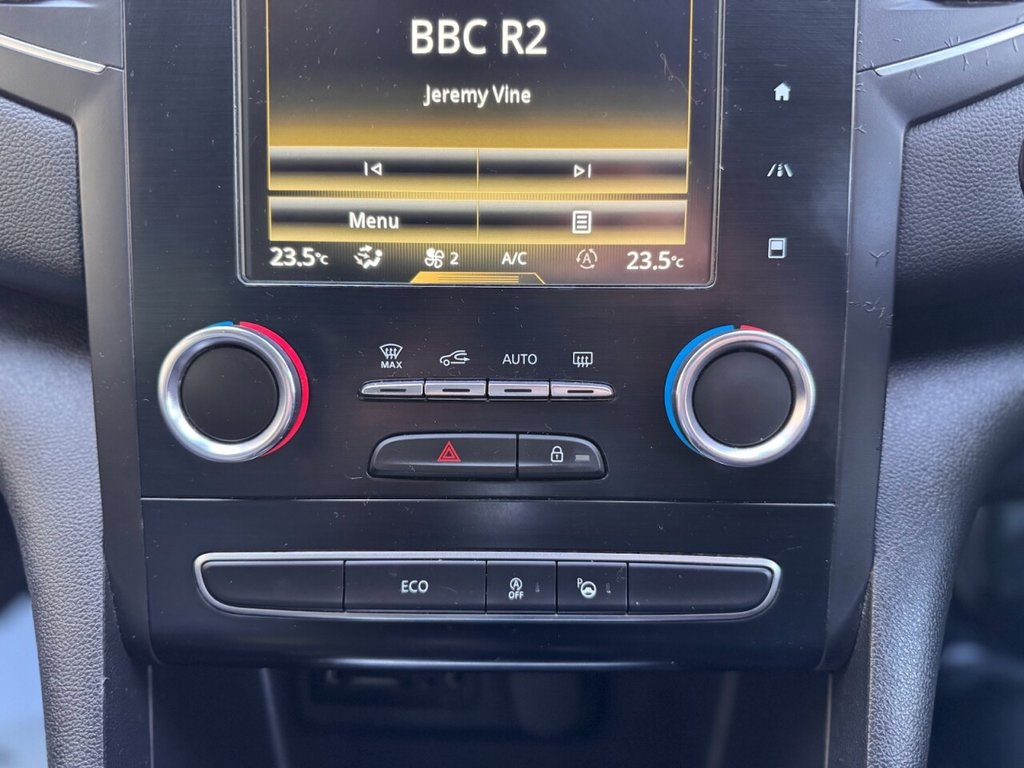 BBC R2
Jeremy Vine
Menu
23.5°c 2 A/C A 23.5°c
MAX AUTO
ECO A OFF P